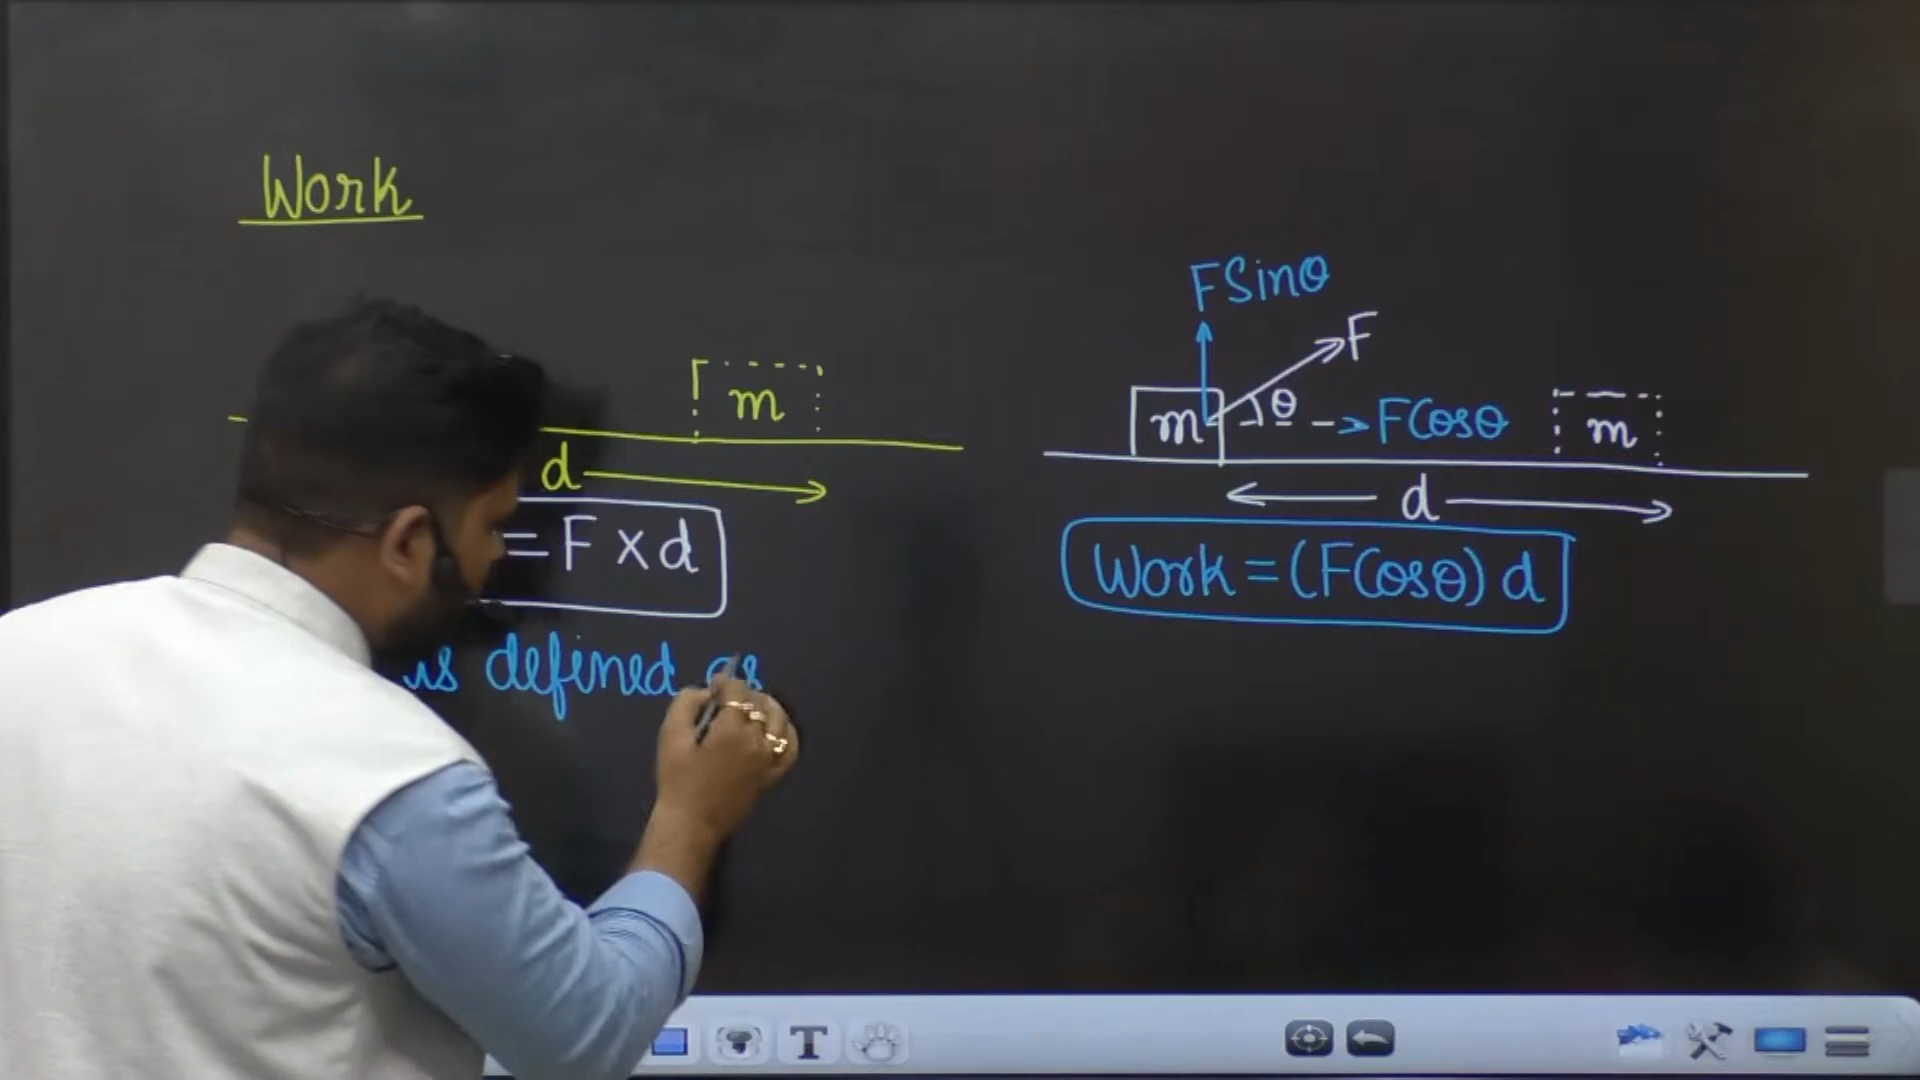 Work
m
d
= F x d
is defined as
FSinθ
F
m θ FCosθ m
d
Work = (FCosθ) d
T